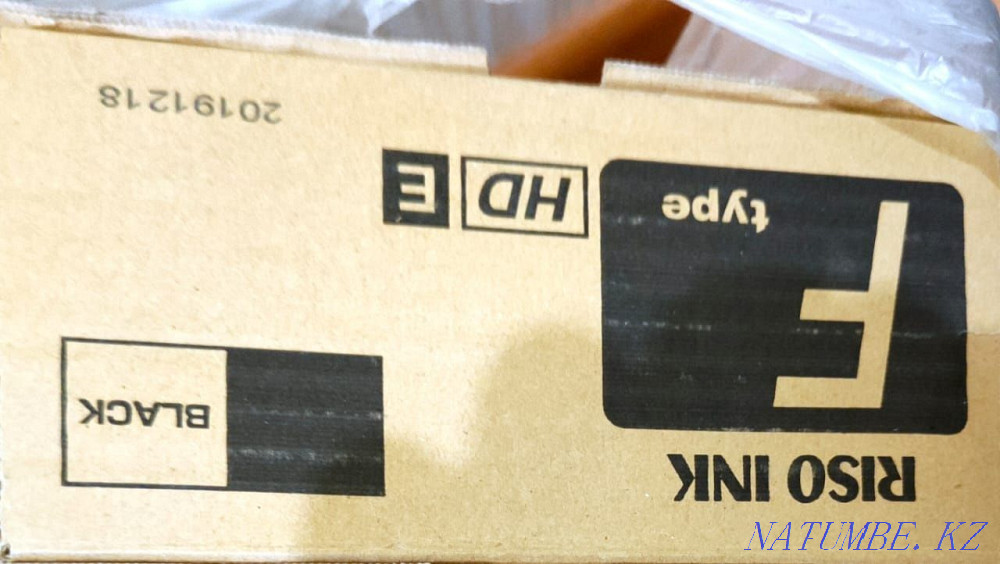 RISO INK
F type
HD E
BLACK
20191218
NATUMBE.KZ